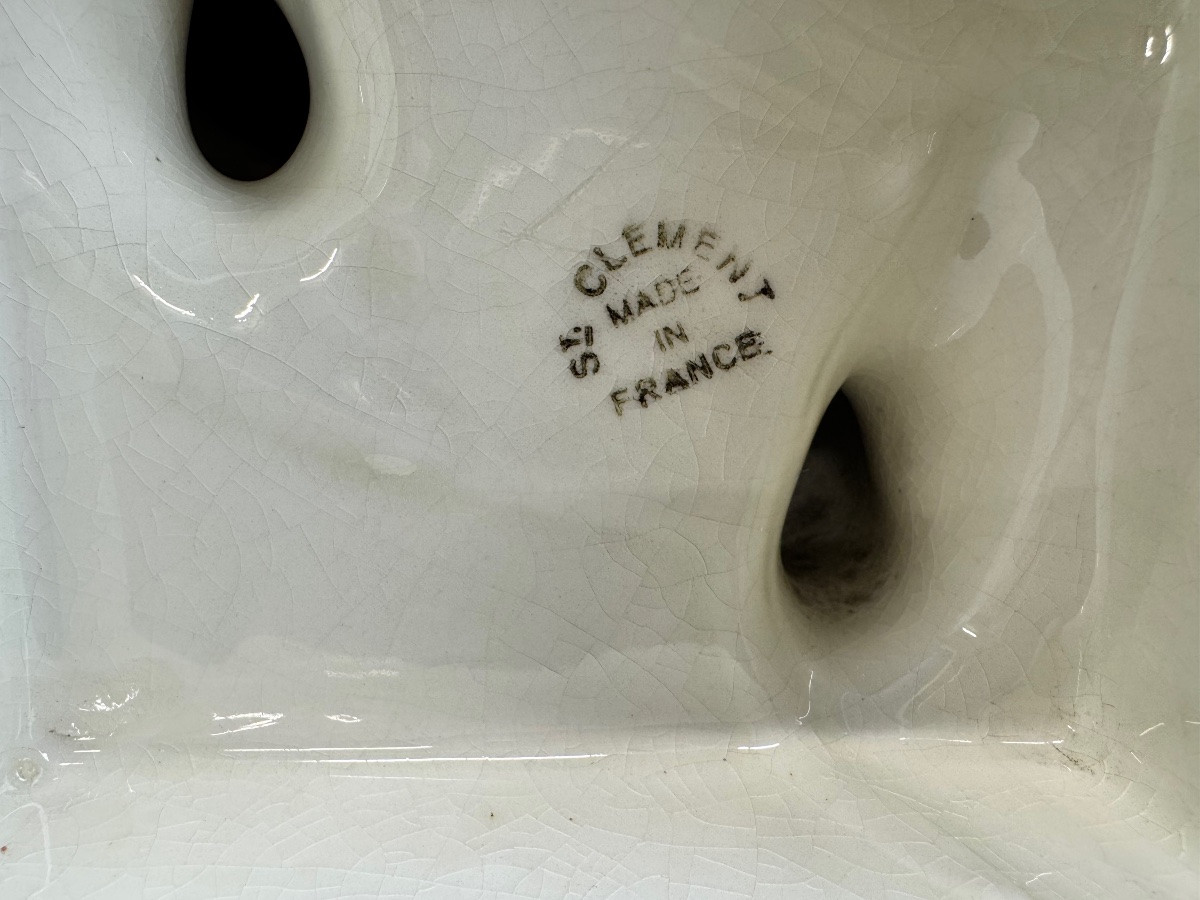 St. CLEMENT
MADE
IN
FRANCE.